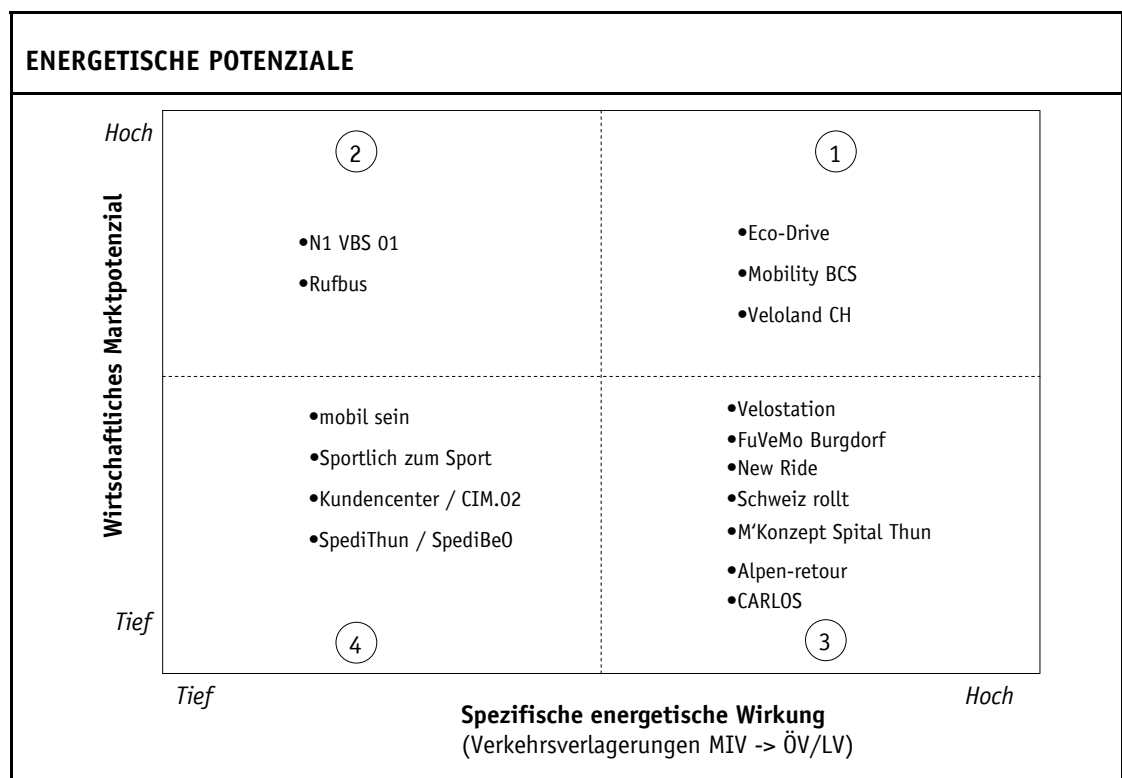 ENERGETISCHE POTENZIALE
Hoch
2
1
Wirtschaftliches Marktpotenzial
•N1 VBS 01
•Rufbus
•Eco-Drive
•Mobility BCS
•Veloland CH
•mobil sein
•Sportlich zum Sport
•Kundencenter / CIM.02
•SpediThun / SpediBeO
•Velostation
•FuVeMo Burgdorf
•New Ride
•Schweiz rollt
•M‘Konzept Spital Thun
•Alpen-retour
•CARLOS
Tief
4
3
Tief
Hoch
Spezifische energetische Wirkung
(Verkehrsverlagerungen MIV -> ÖV/LV)